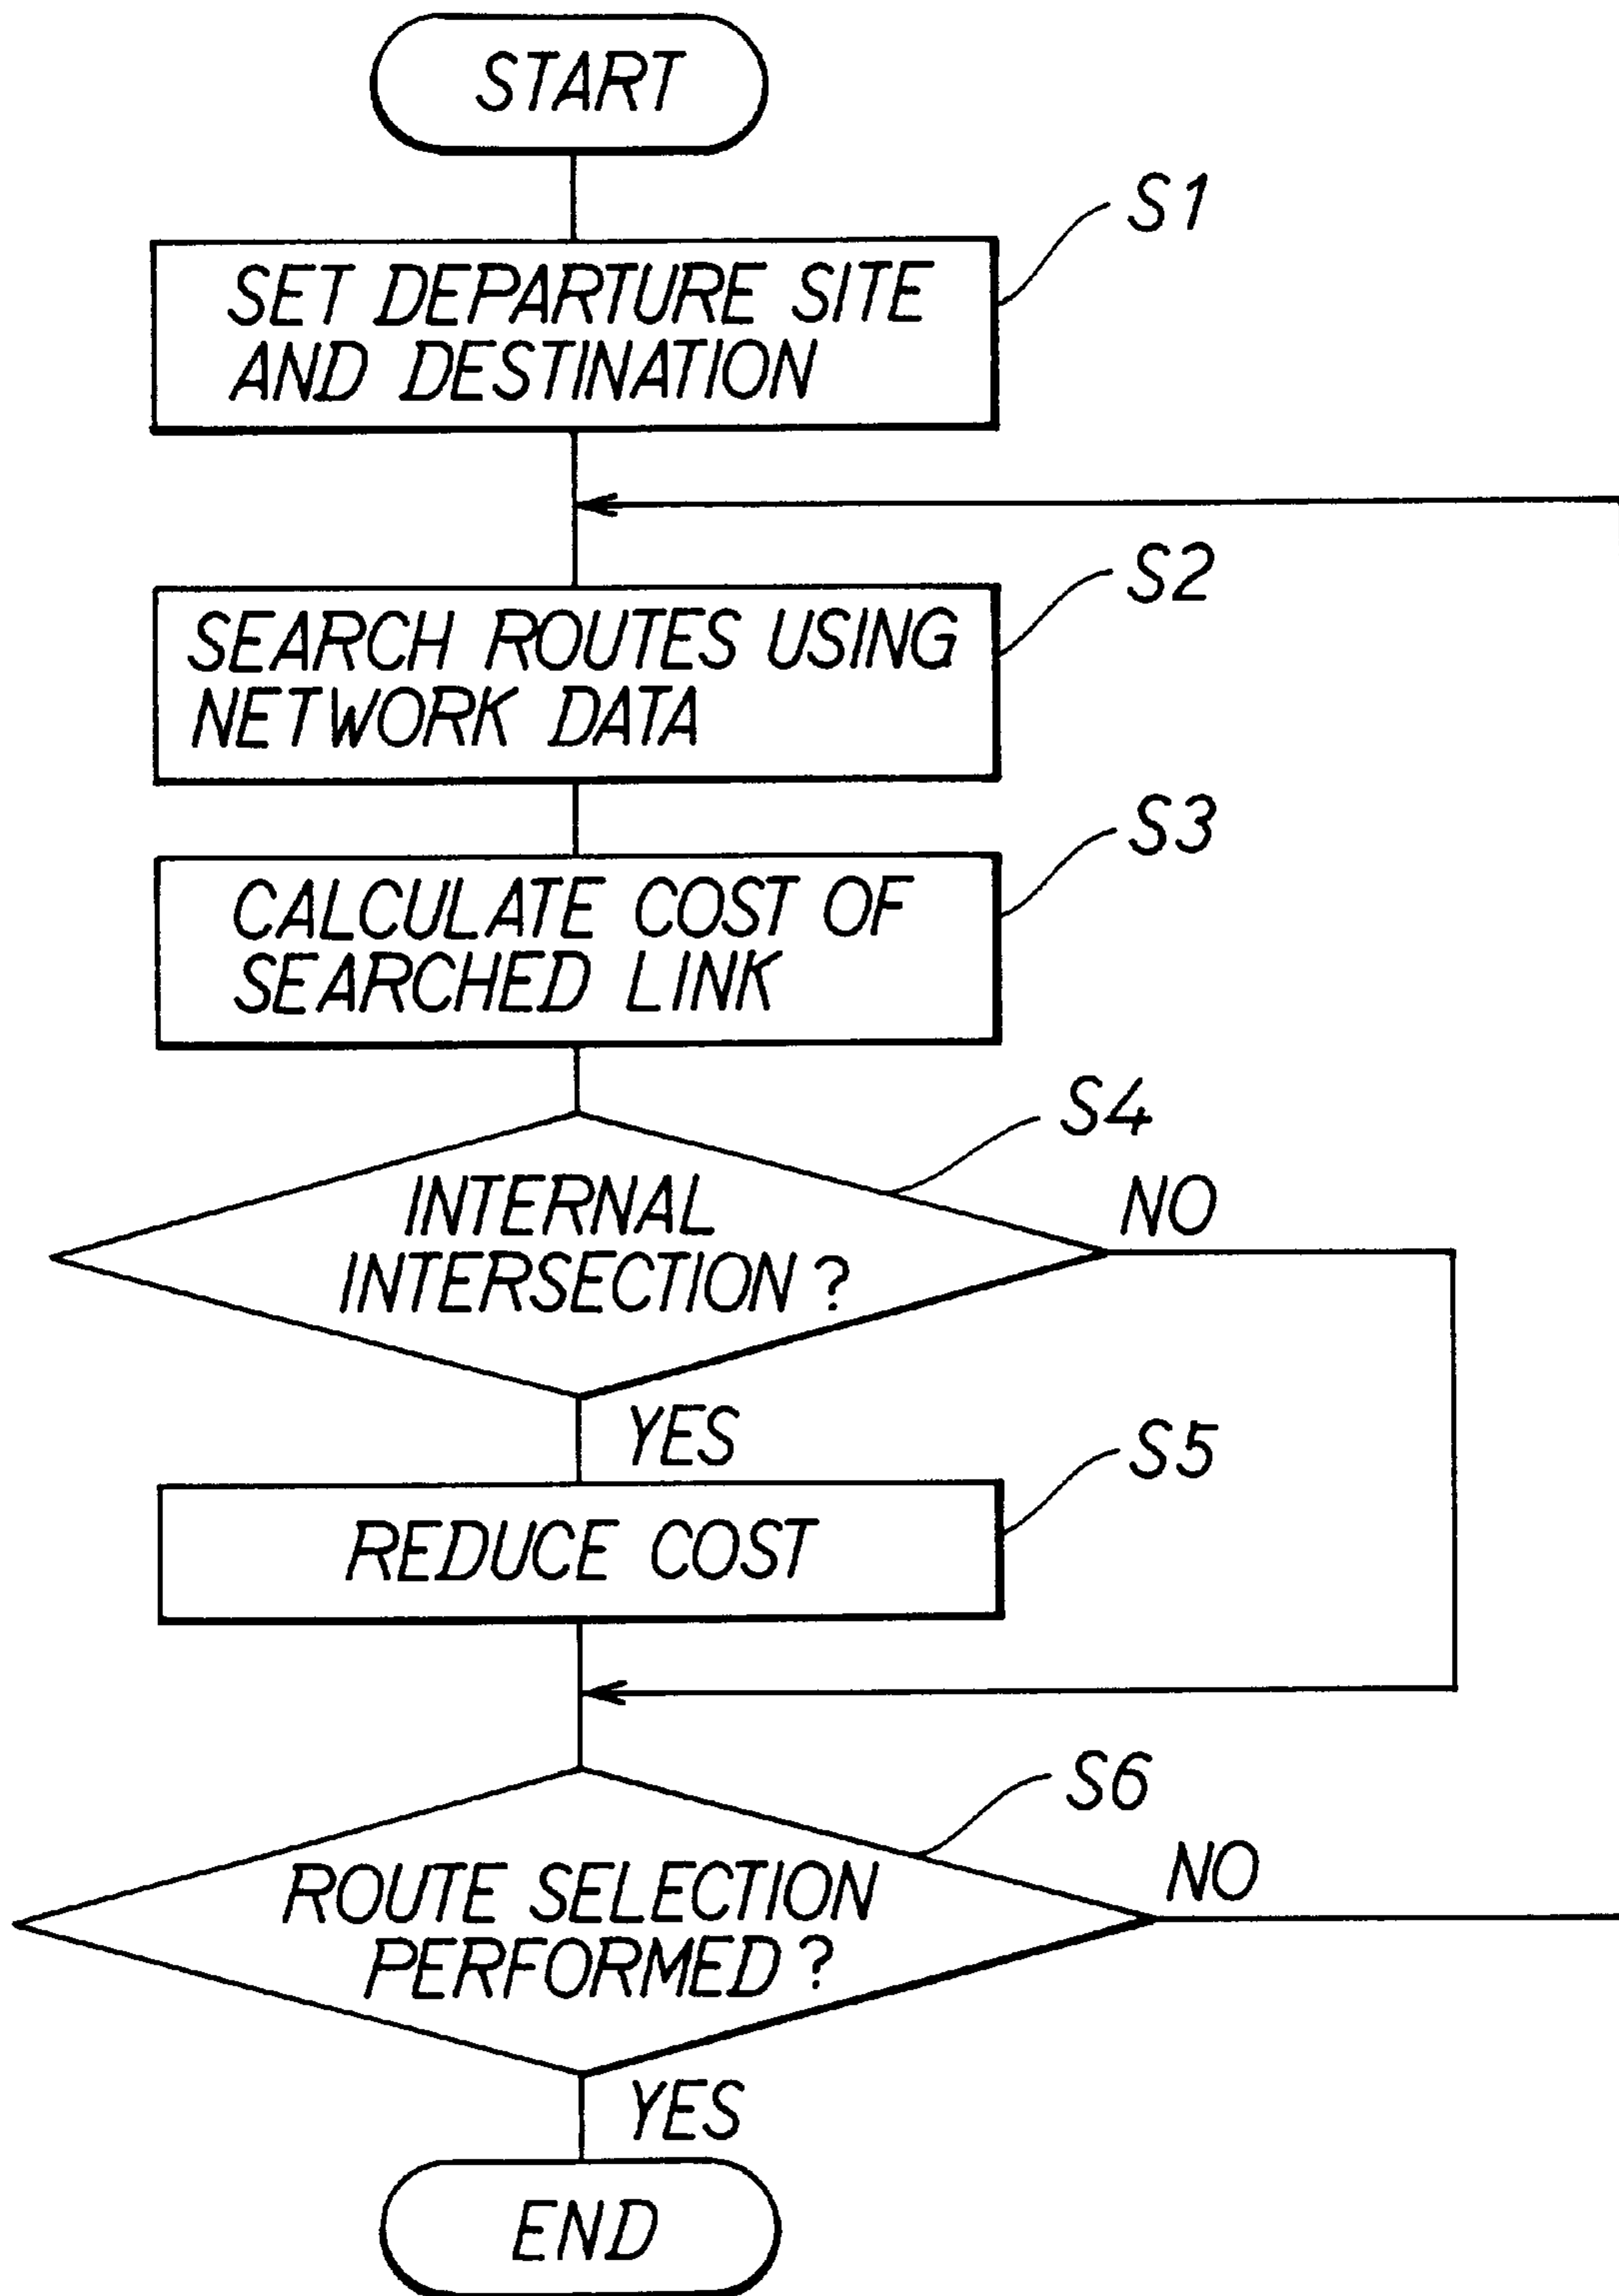 START
S1
SET DEPARTURE SITE
AND DESTINATION
S2
SEARCH ROUTES USING
NETWORK DATA
S3
CALCULATE COST OF
SEARCHED LINK
S4
INTERNAL
INTERSECTION?
NO
YES
S5
REDUCE COST
S6
ROUTE SELECTION
PERFORMED?
NO
YES
END